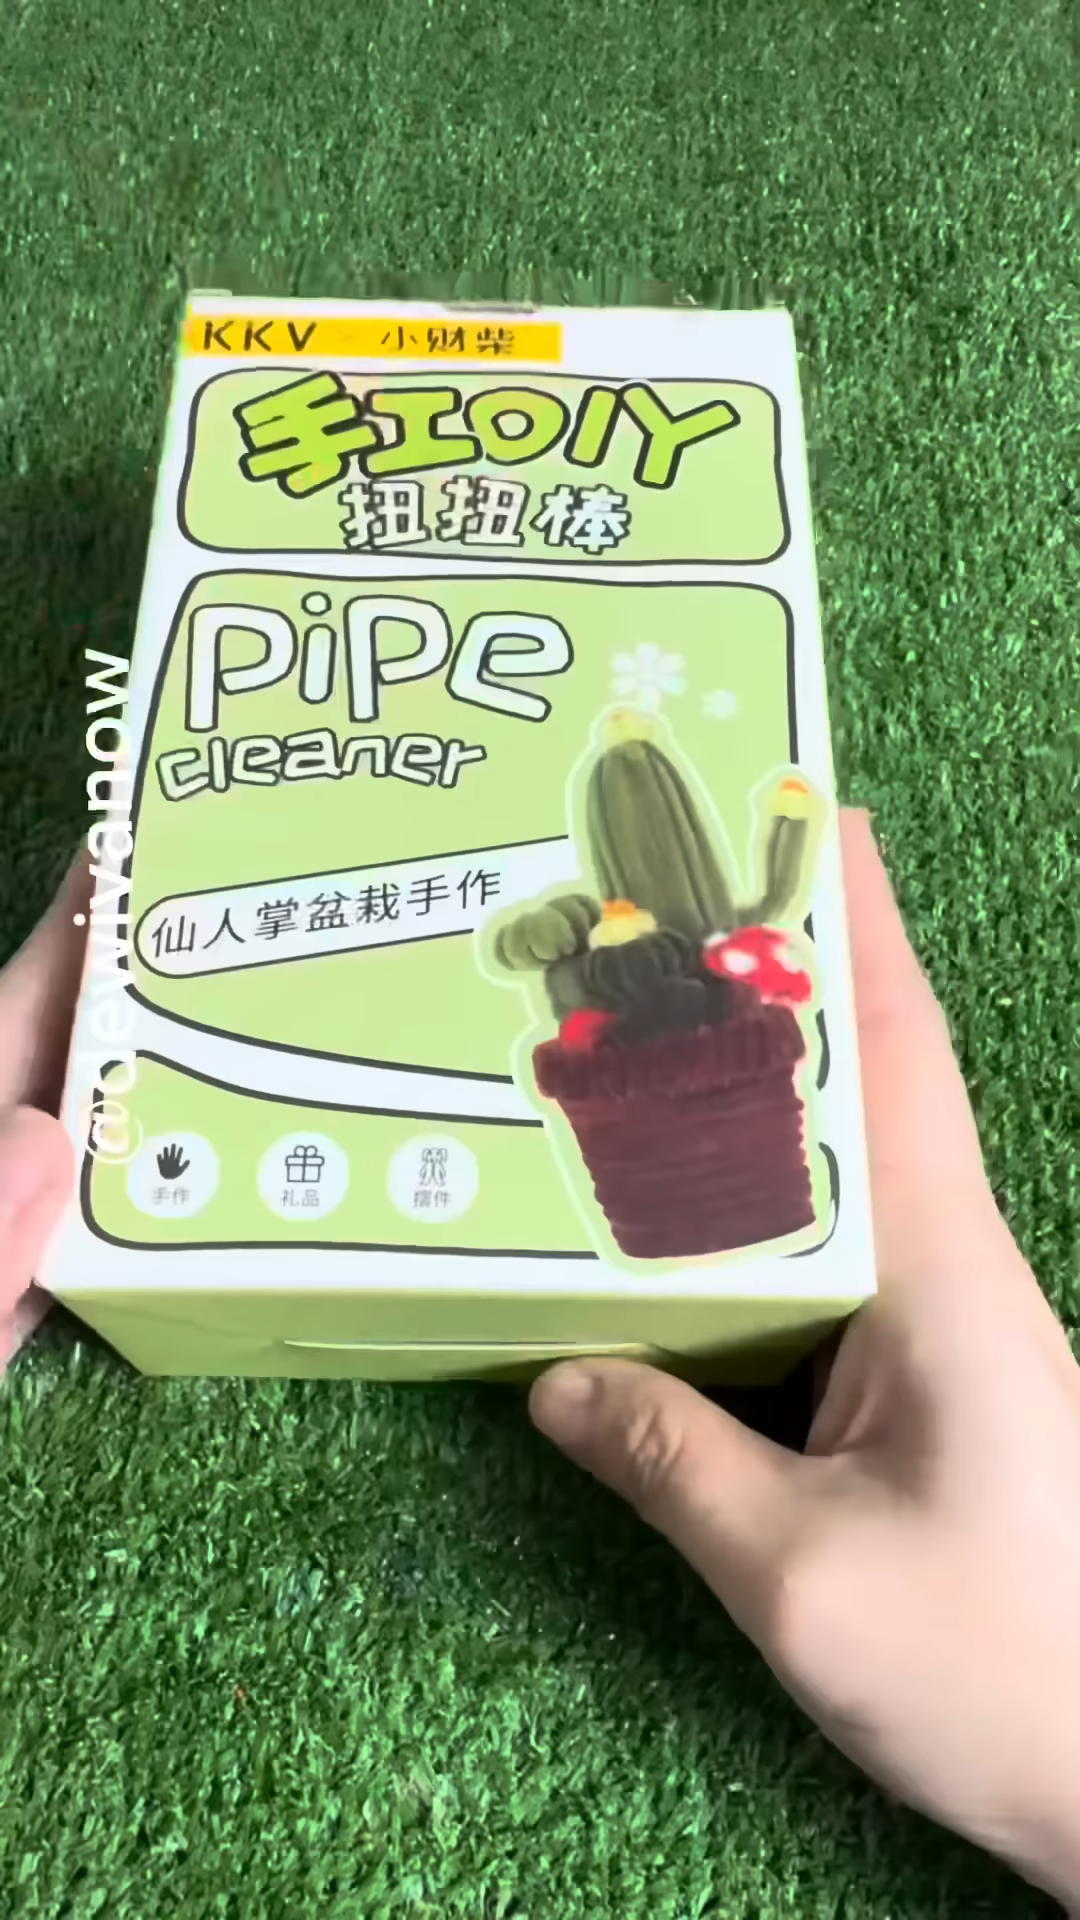 KKV × 小财柴
手工DIY
扭扭棒
Pipe
cleaner
仙人掌盆栽手作
手作
礼品
摆件
@dewiyanow